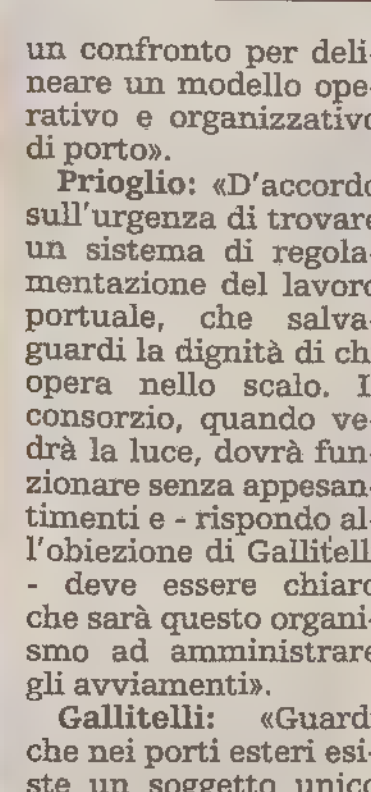 un confronto per deli-
neare un modello ope-
rativo e organizzativo
di porto».
Prioglio: «D'accordo
sull'urgenza di trovare
un sistema di regola-
mentazione del lavoro
portuale, che salva-
guardi la dignità di ch
opera nello scalo. I
consorzio, quando ve-
drà la luce, dovrà fun-
zionare senza appesan-
timenti e - rispondo al-
l'obiezione di Gallitell
- deve essere chiaro
che sarà questo organi-
smo ad amministrare
gli avviamenti».
Gallitelli: «Guardi
che nei porti esteri esi-
ste un soggetto unico